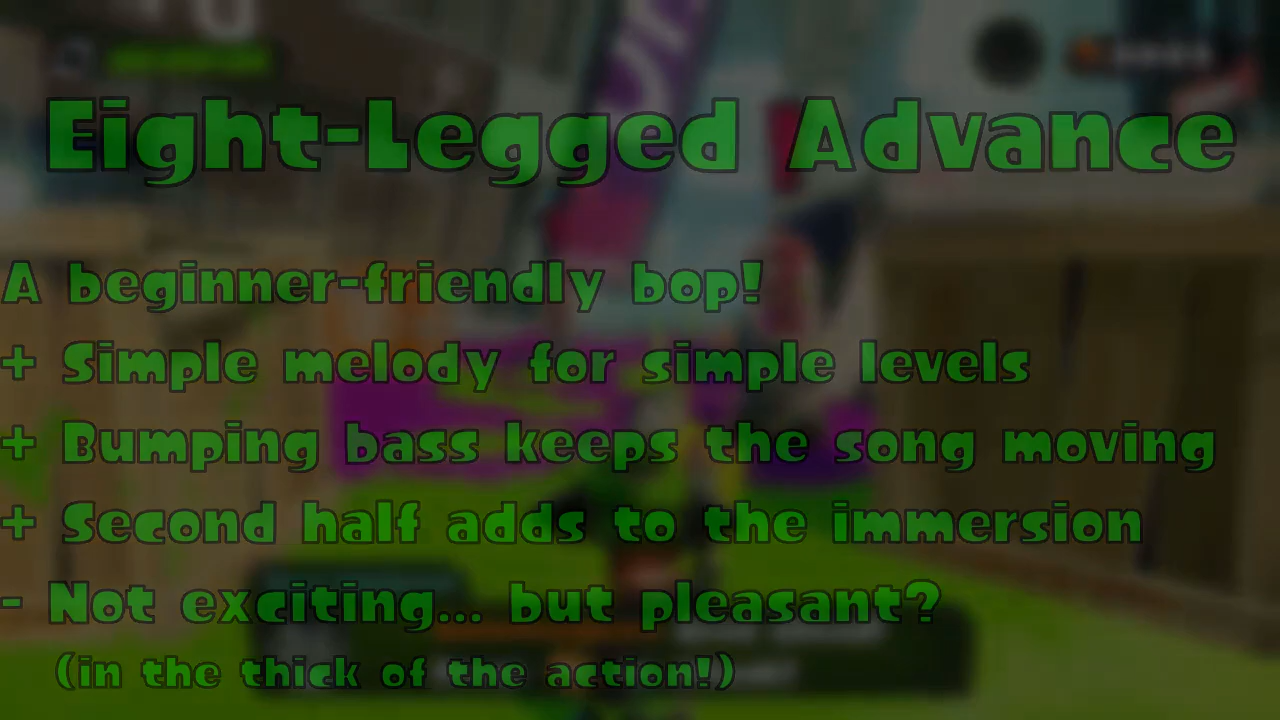 Eight-Legged Advance
A beginner-friendly bop!
+ Simple melody for simple levels
+ Bumping bass keeps the song moving
+ Second half adds to the immersion
- Not exciting... but pleasant?
(in the thick of the action!)